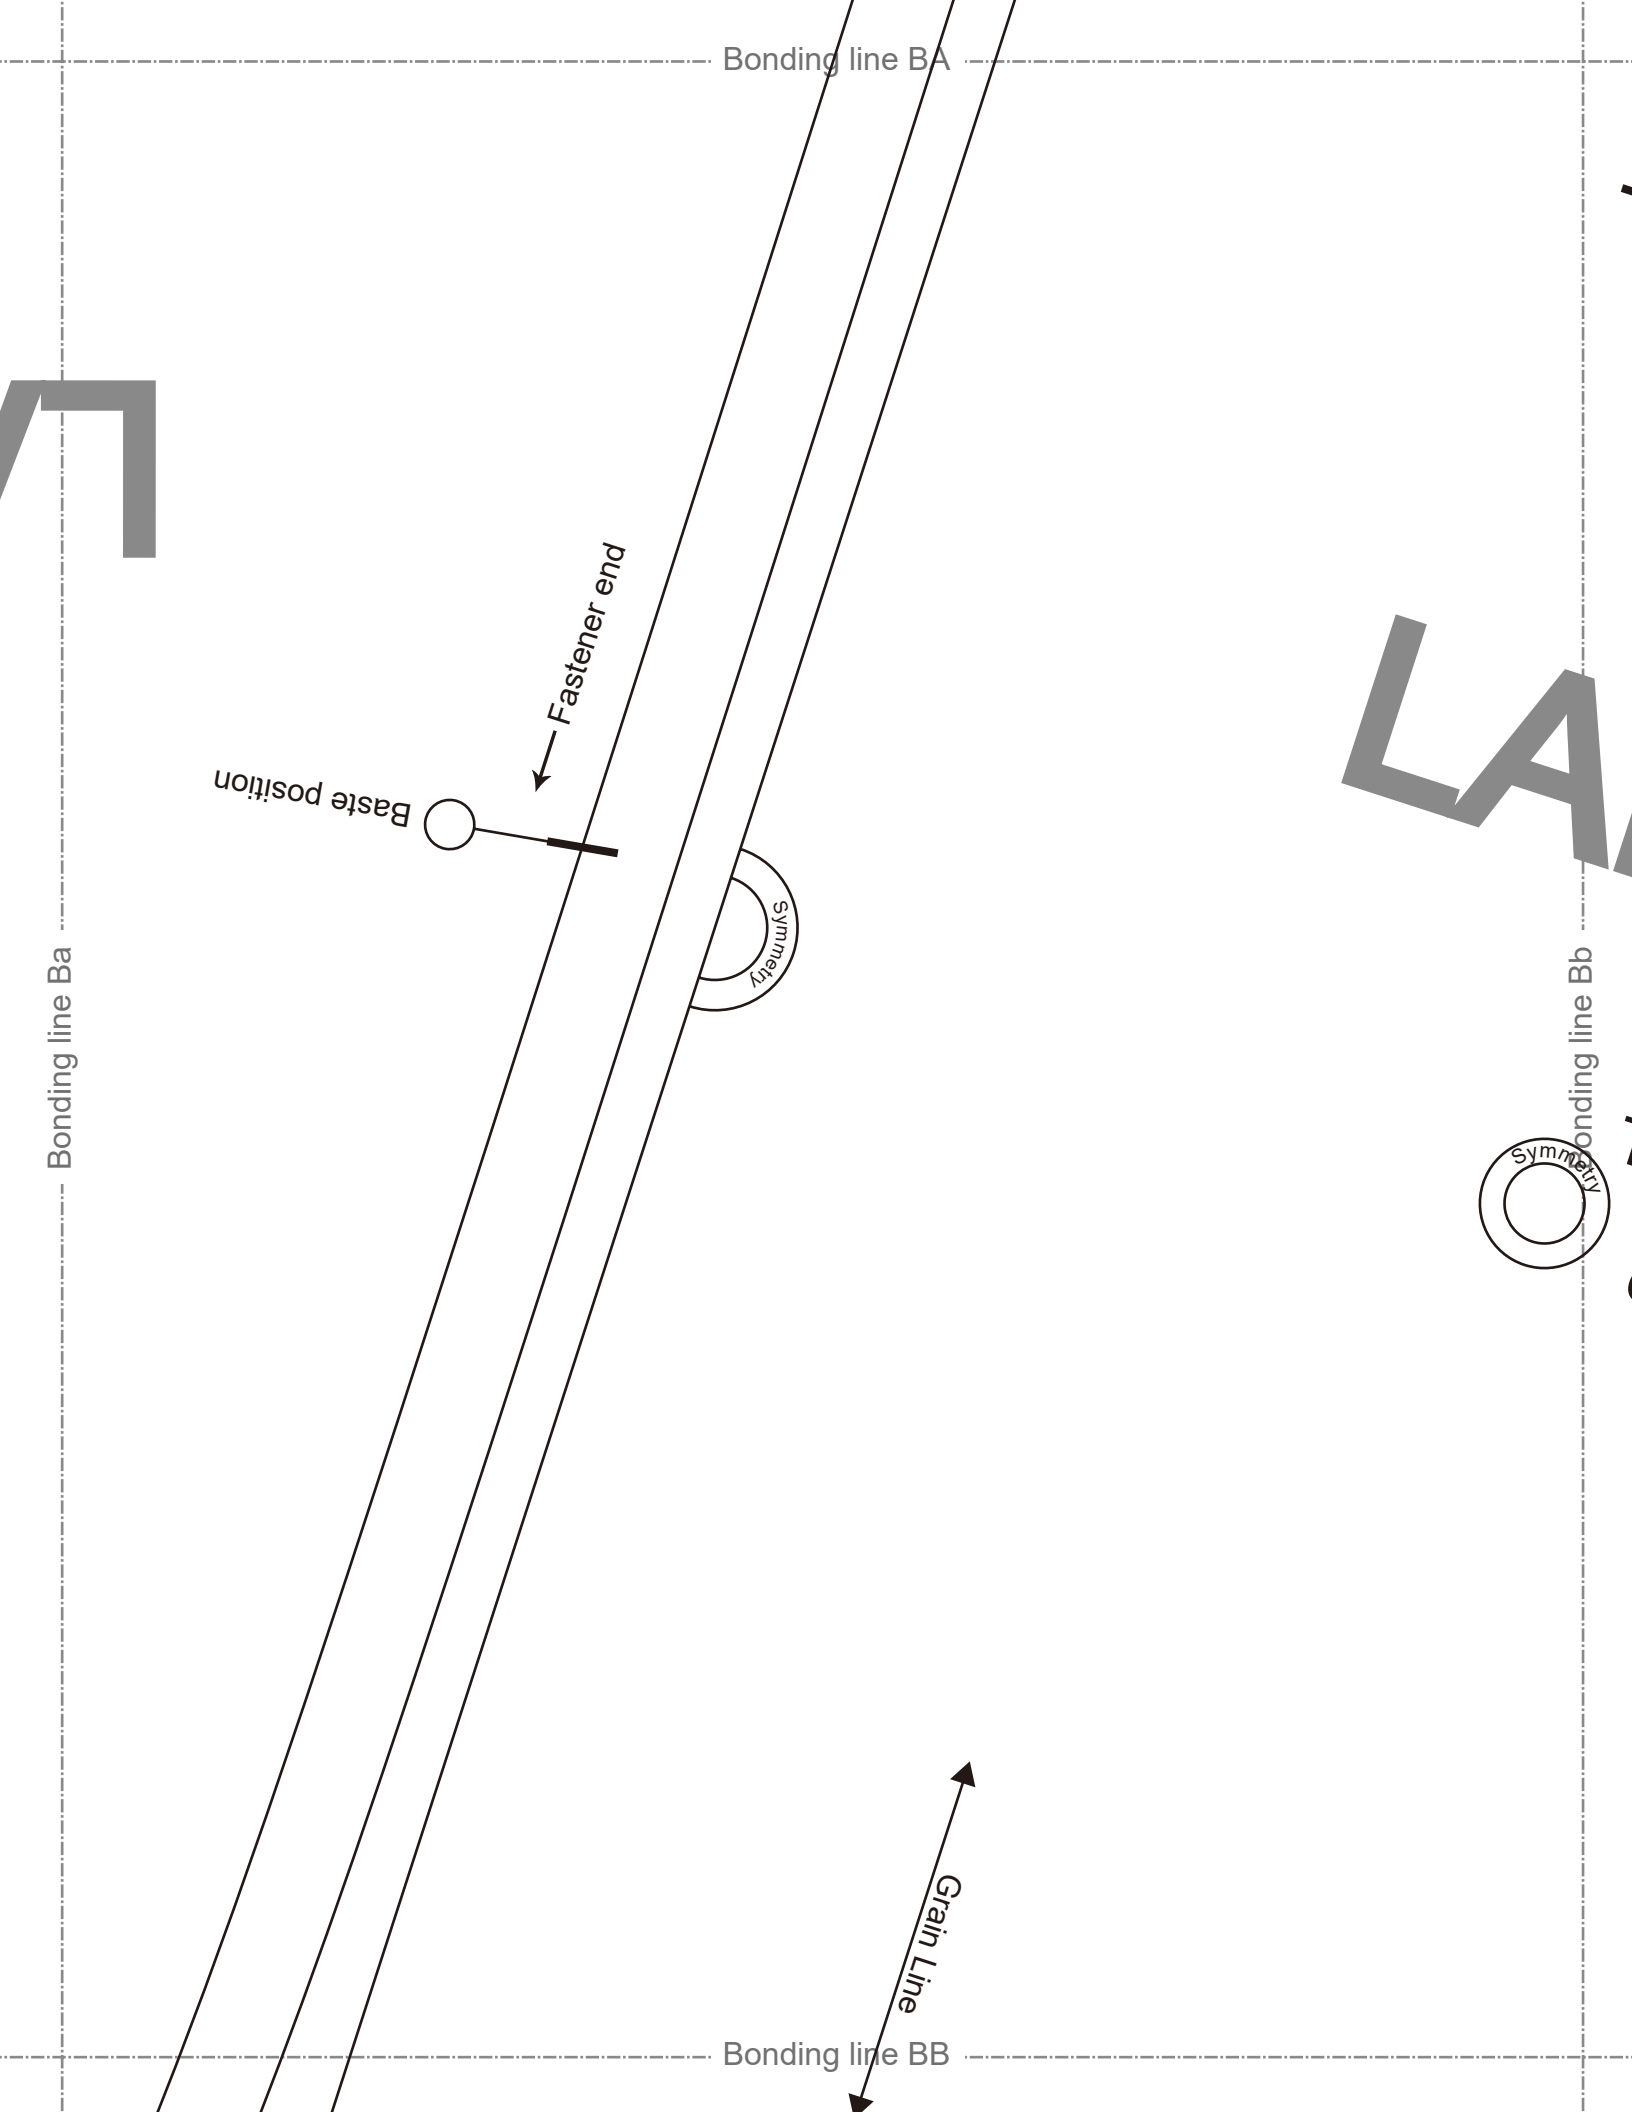 Bonding line BA
Fastener end
Baste position
LA
Symmetry
Bonding line Ba
Bonding line Bb
Symmetry
Grain Line
Bonding line BB